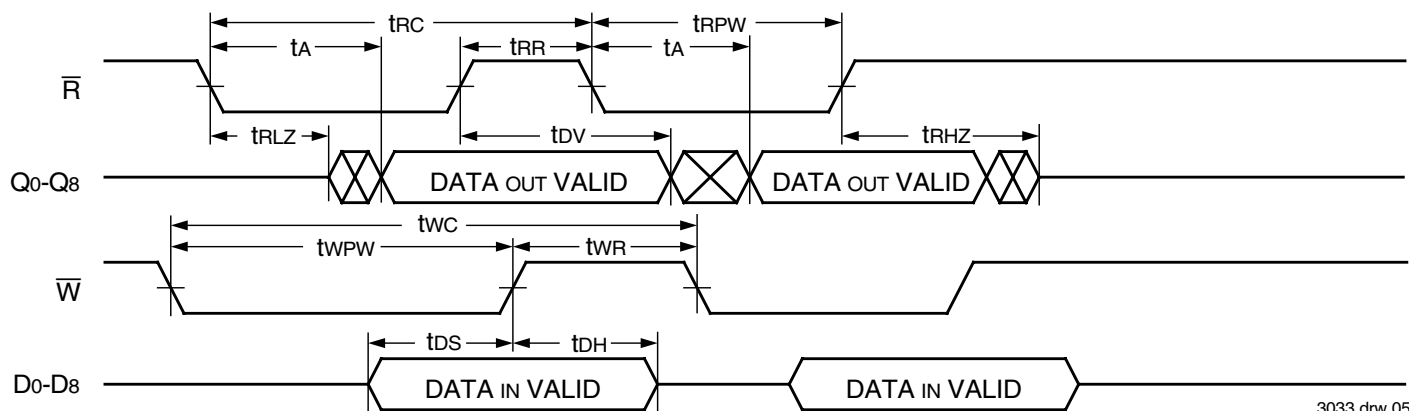 tRC tRPW
tA tRR tA
R̅
tRLZ tDV tRHZ
Q0-Q8 DATA OUT VALID DATA OUT VALID
tWC
tWPW tWR
W̅
tDS tDH
D0-D8 DATA IN VALID DATA IN VALID
3033 drw 05